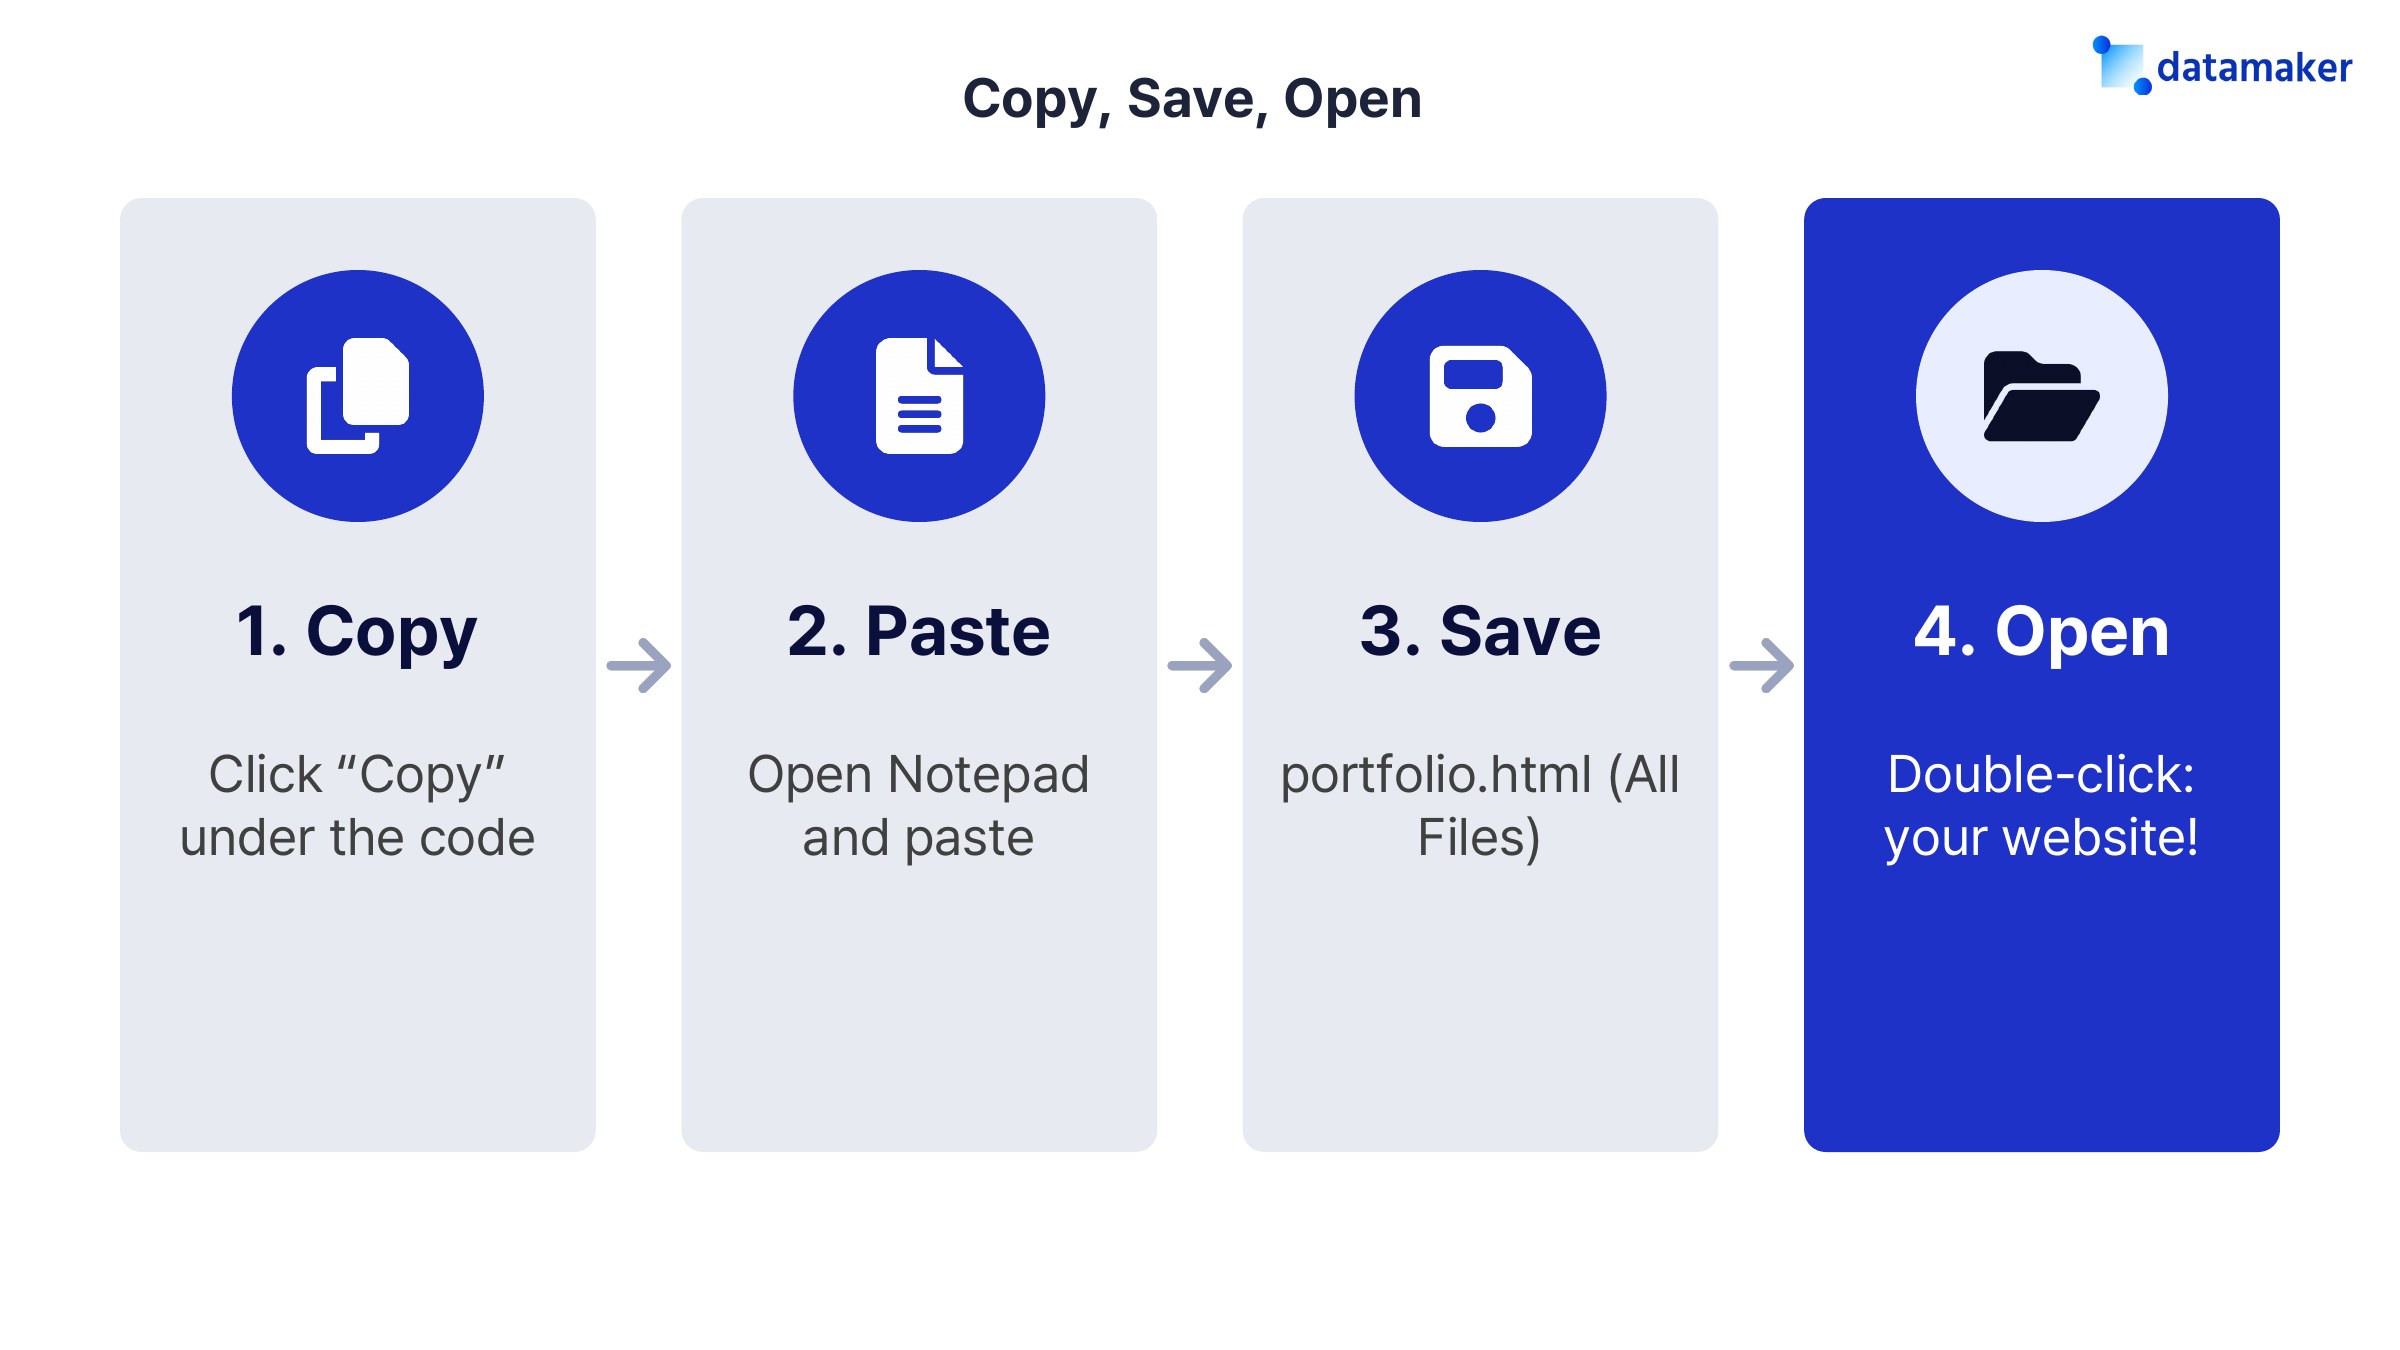 datamaker
Copy, Save, Open
1. Copy
Click “Copy”
under the code
2. Paste
Open Notepad
and paste
3. Save
portfolio.html (All
Files)
4. Open
Double-click:
your website!